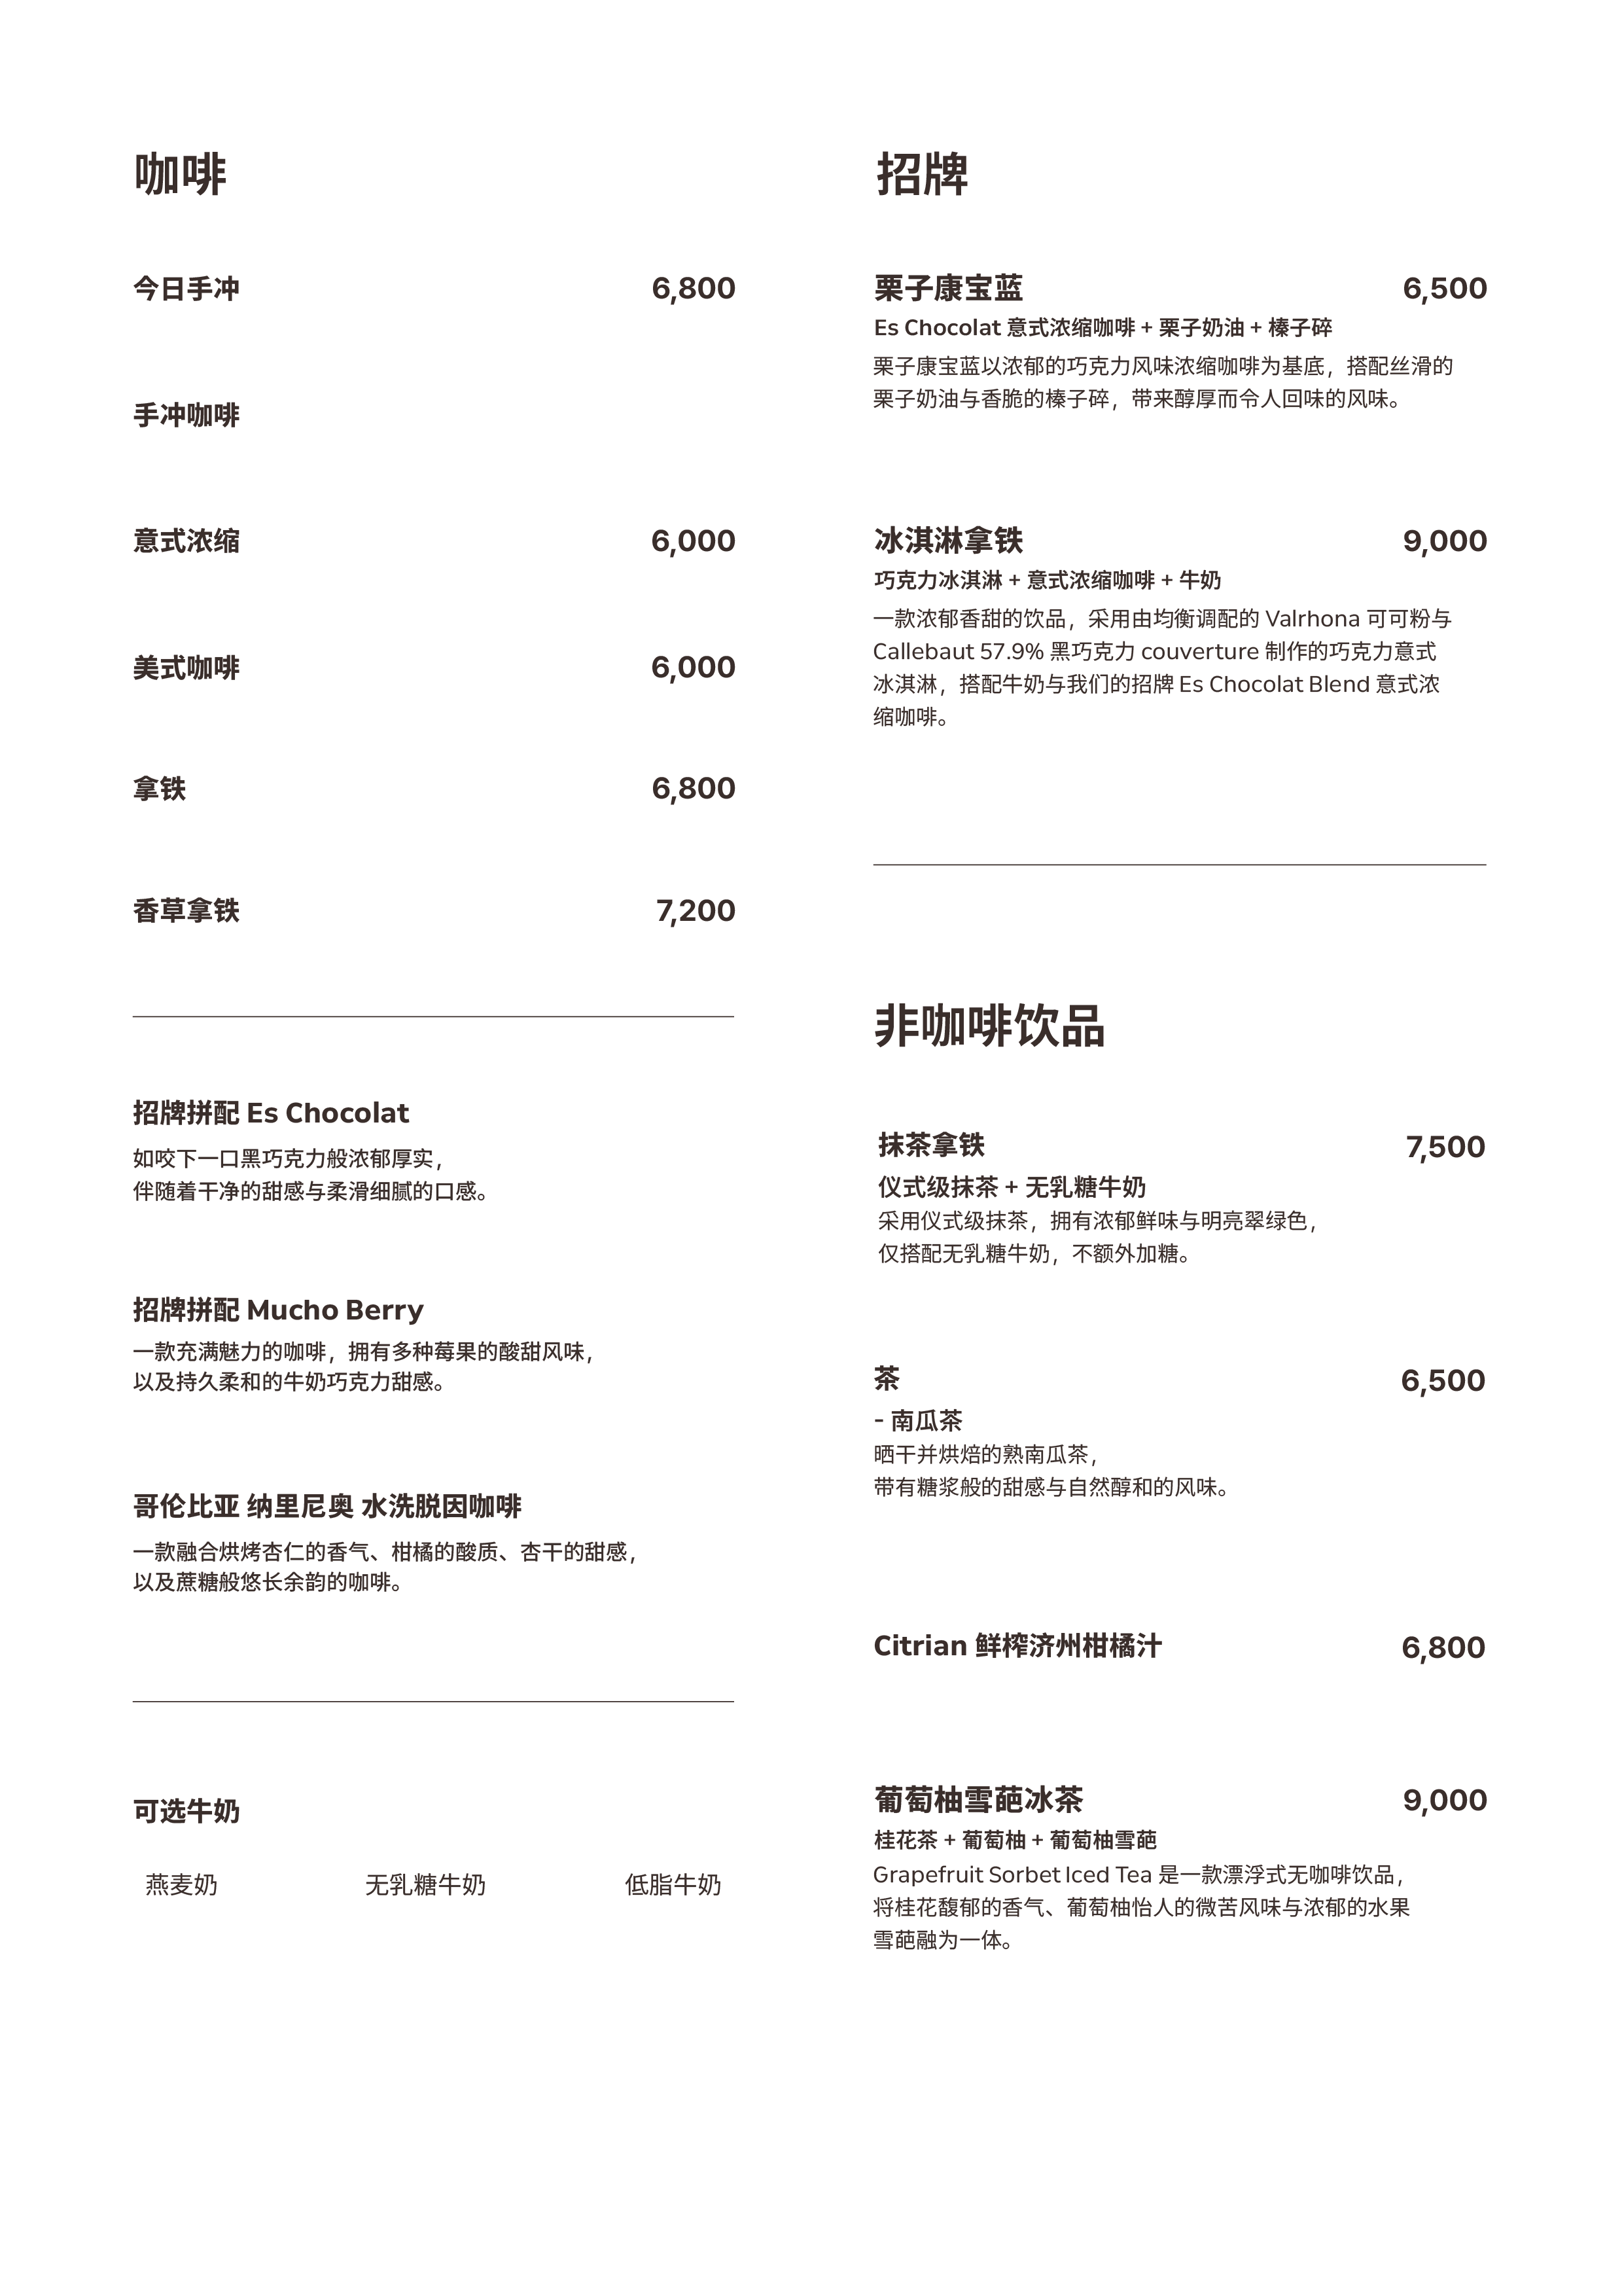 咖啡
今日手冲 6,800
手冲咖啡
意式浓缩 6,000
美式咖啡 6,000
拿铁 6,800
香草拿铁 7,200
招牌拼配 Es Chocolat
如咬下一口黑巧克力般浓郁厚实，
伴随着干净的甜感与柔滑细腻的口感。
招牌拼配 Mucho Berry
一款充满魅力的咖啡，拥有多种莓果的酸甜风味，
以及持久柔和的牛奶巧克力甜感。
哥伦比亚 纳里尼奥 水洗脱因咖啡
一款融合烘烤杏仁的香气、柑橘的酸质、杏干的甜感，
以及蔗糖般悠长余韵的咖啡。
可选牛奶
燕麦奶 无乳糖牛奶 低脂牛奶
招牌
栗子康宝蓝 6,500
Es Chocolat 意式浓缩咖啡 + 栗子奶油 + 榛子碎
栗子康宝蓝以浓郁的巧克力风味浓缩咖啡为基底，搭配丝滑的
栗子奶油与香脆的榛子碎，带来醇厚而令人回味的风味。
冰淇淋拿铁 9,000
巧克力冰淇淋 + 意式浓缩咖啡 + 牛奶
一款浓郁香甜的饮品，采用由均衡调配的 Valrhona 可可粉与
Callebaut 57.9% 黑巧克力 couverture 制作的巧克力意式
冰淇淋，搭配牛奶与我们的招牌 Es Chocolat Blend 意式浓
缩咖啡。
非咖啡饮品
抹茶拿铁 7,500
仪式级抹茶 + 无乳糖牛奶
采用仪式级抹茶，拥有浓郁鲜味与明亮翠绿色，
仅搭配无乳糖牛奶，不额外加糖。
茶 6,500
- 南瓜茶
晒干并烘焙的熟南瓜茶，
带有糖浆般的甜感与自然醇和的风味。
Citrian 鲜榨济州柑橘汁 6,800
葡萄柚雪葩冰茶 9,000
桂花茶 + 葡萄柚 + 葡萄柚雪葩
Grapefruit Sorbet Iced Tea 是一款漂浮式无咖啡饮品，
将桂花馥郁的香气、葡萄柚怡人的微苦风味与浓郁的水果
雪葩融为一体。